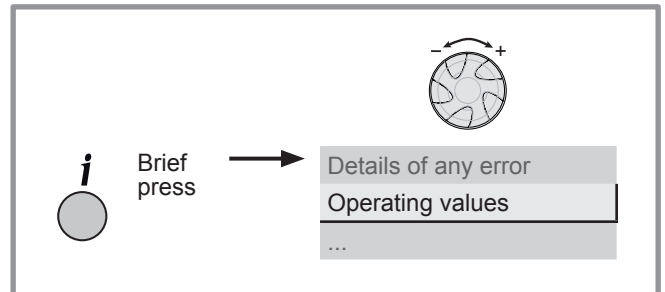 – +
i
Brief
press
Details of any error
Operating values
...